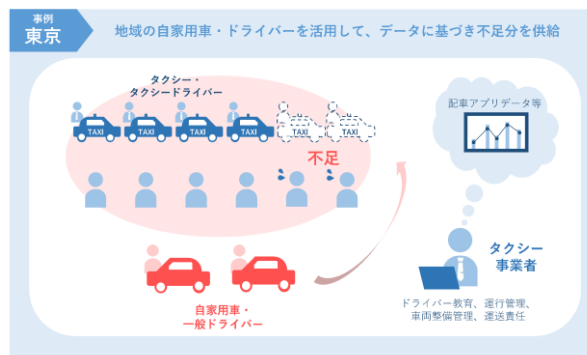 事例
東京
地域の自家用車・ドライバーを活用して、データに基づき不足分を供給
タクシー・
タクシードライバー
TAXI TAXI TAXI TAXI TAXI TAXI
不足
自家用車・
一般ドライバー
配車アプリデータ等
タクシー
事業者
ドライバー教育、運行管理、
車両整備管理、運送責任